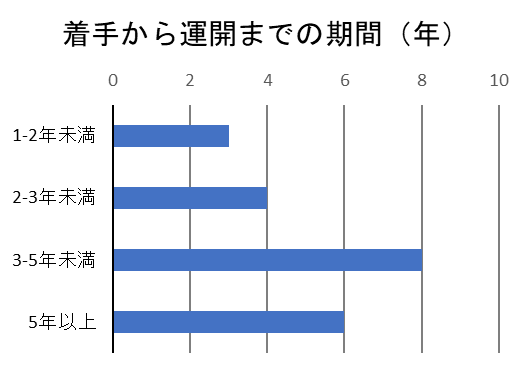 着手から運開までの期間（年）
0 2 4 6 8 10
1-2年未満
2-3年未満
3-5年未満
5年以上